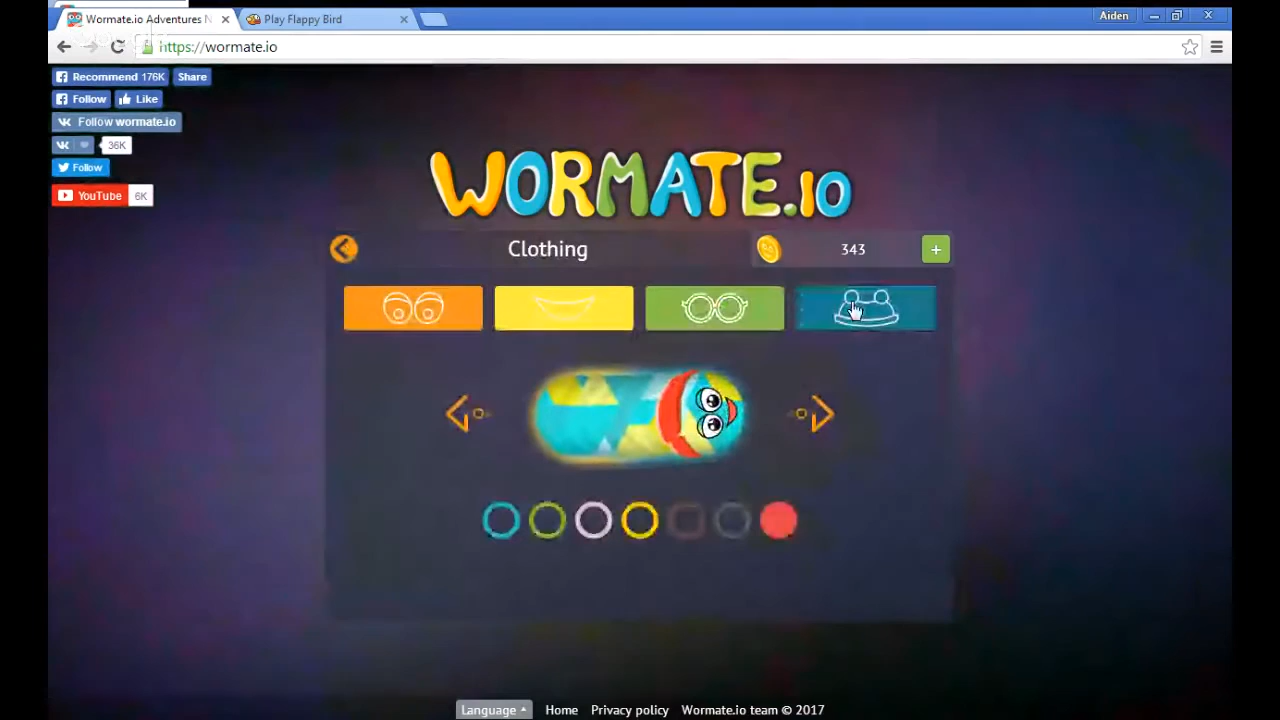 Wormate.io Adventures N
Play Flappy Bird
Aiden
https://wormate.io
Recommend 176K
Share
Follow
Like
Follow wormate.io
36K
Follow
YouTube
6K
WORMATE.IO
Clothing
343
+
Language
Home
Privacy policy
Wormate.io team © 2017